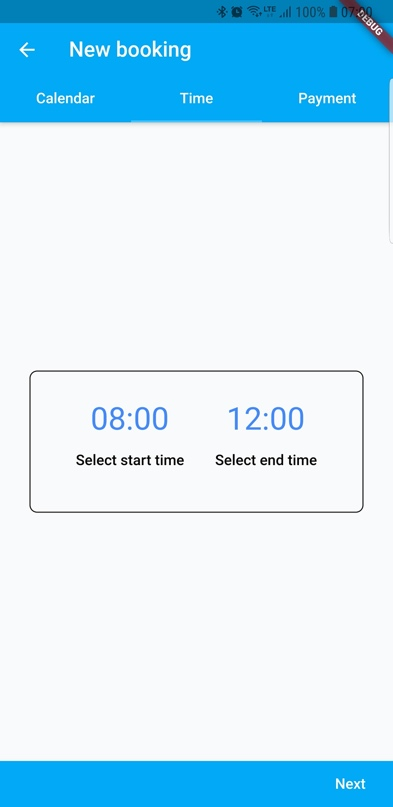 LTE 100% 07:00
DEBUG
New booking
Calendar Time Payment
08:00 12:00
Select start time Select end time
Next